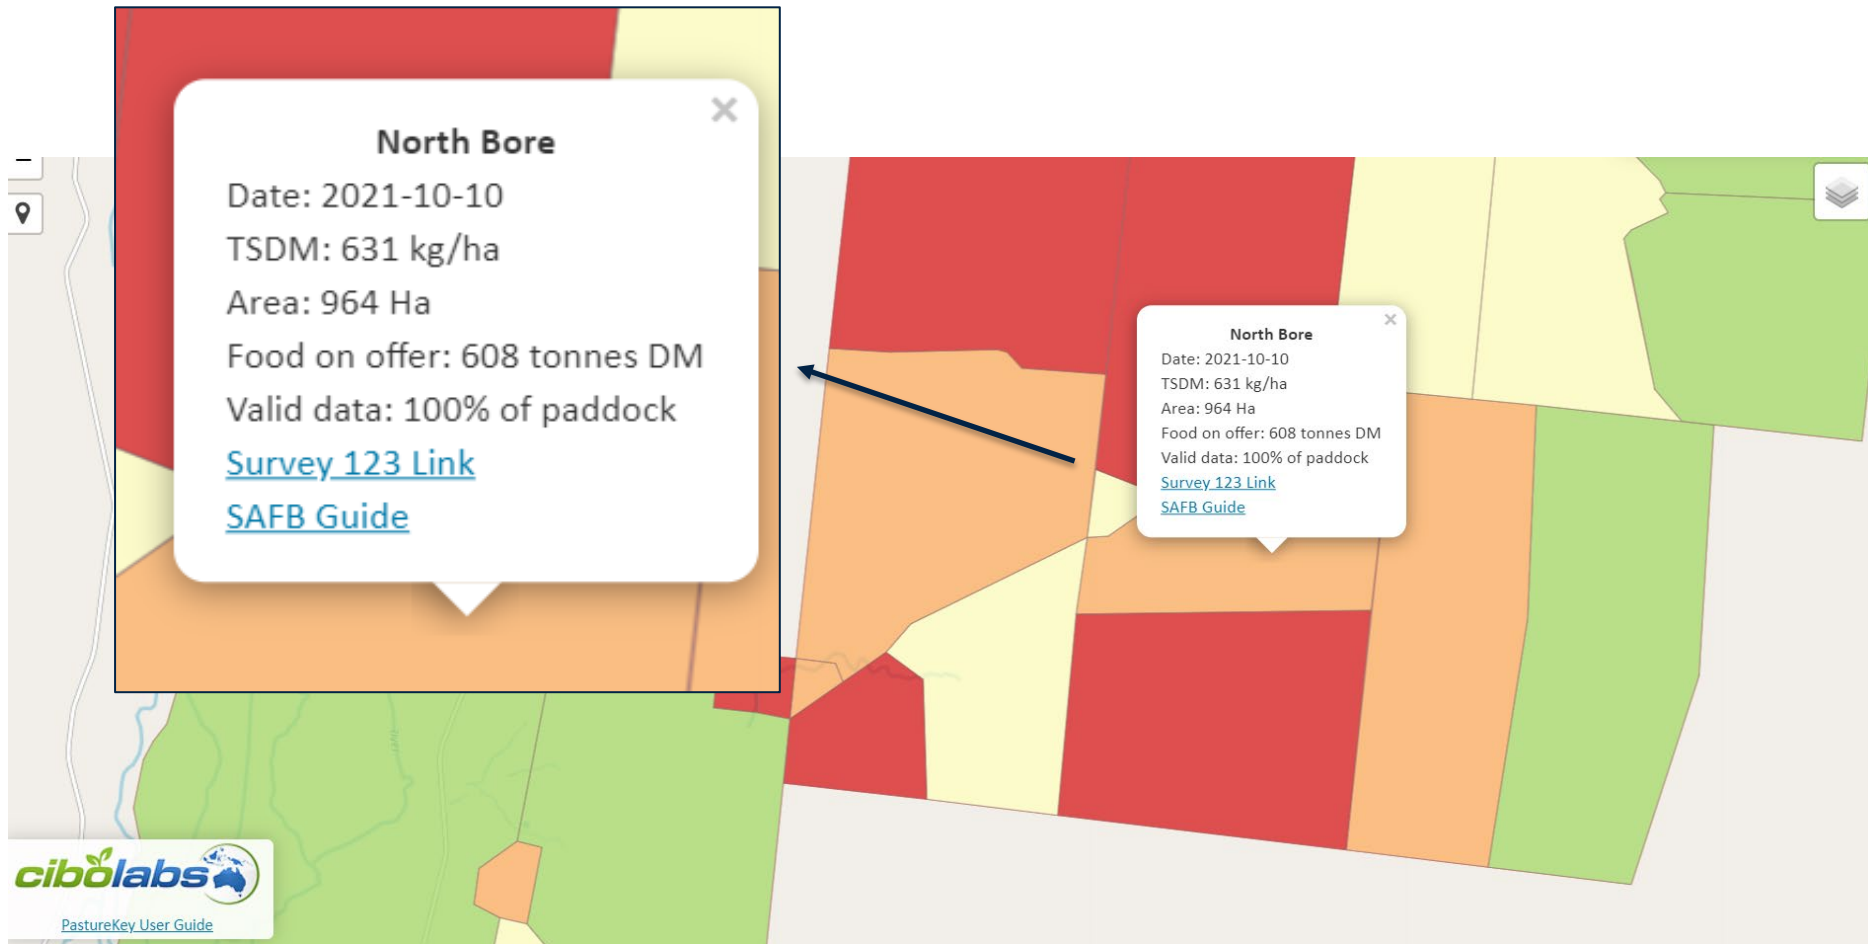 North Bore
Date: 2021-10-10
TSDM: 631 kg/ha
Area: 964 Ha
Food on offer: 608 tonnes DM
Valid data: 100% of paddock
Survey 123 Link
SAFB Guide
North Bore
Date: 2021-10-10
TSDM: 631 kg/ha
Area: 964 Ha
Food on offer: 608 tonnes DM
Valid data: 100% of paddock
Survey 123 Link
SAFB Guide
cibolabs
PastureKey User Guide